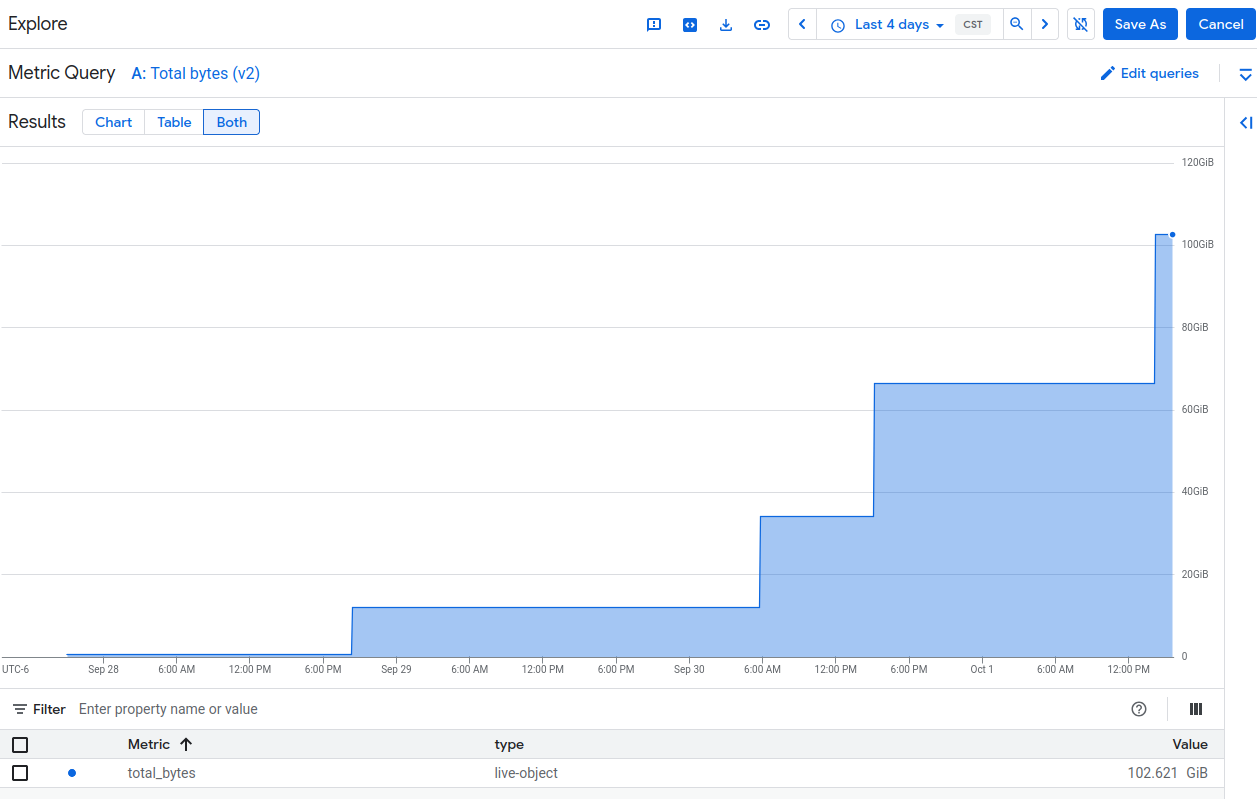 Explore
Last 4 days CST Save As Cancel
Metric Query A: Total bytes (v2) Edit queries
Results Chart Table Both
120GiB
100GiB
80GiB
60GiB
40GiB
20GiB
0
UTC-6 Sep 28 6:00 AM 12:00 PM 6:00 PM Sep 29 6:00 AM 12:00 PM 6:00 PM Sep 30 6:00 AM 12:00 PM 6:00 PM Oct 1 6:00 AM 12:00 PM
Filter Enter property name or value
Metric type Value
total_bytes live-object 102.621 GiB